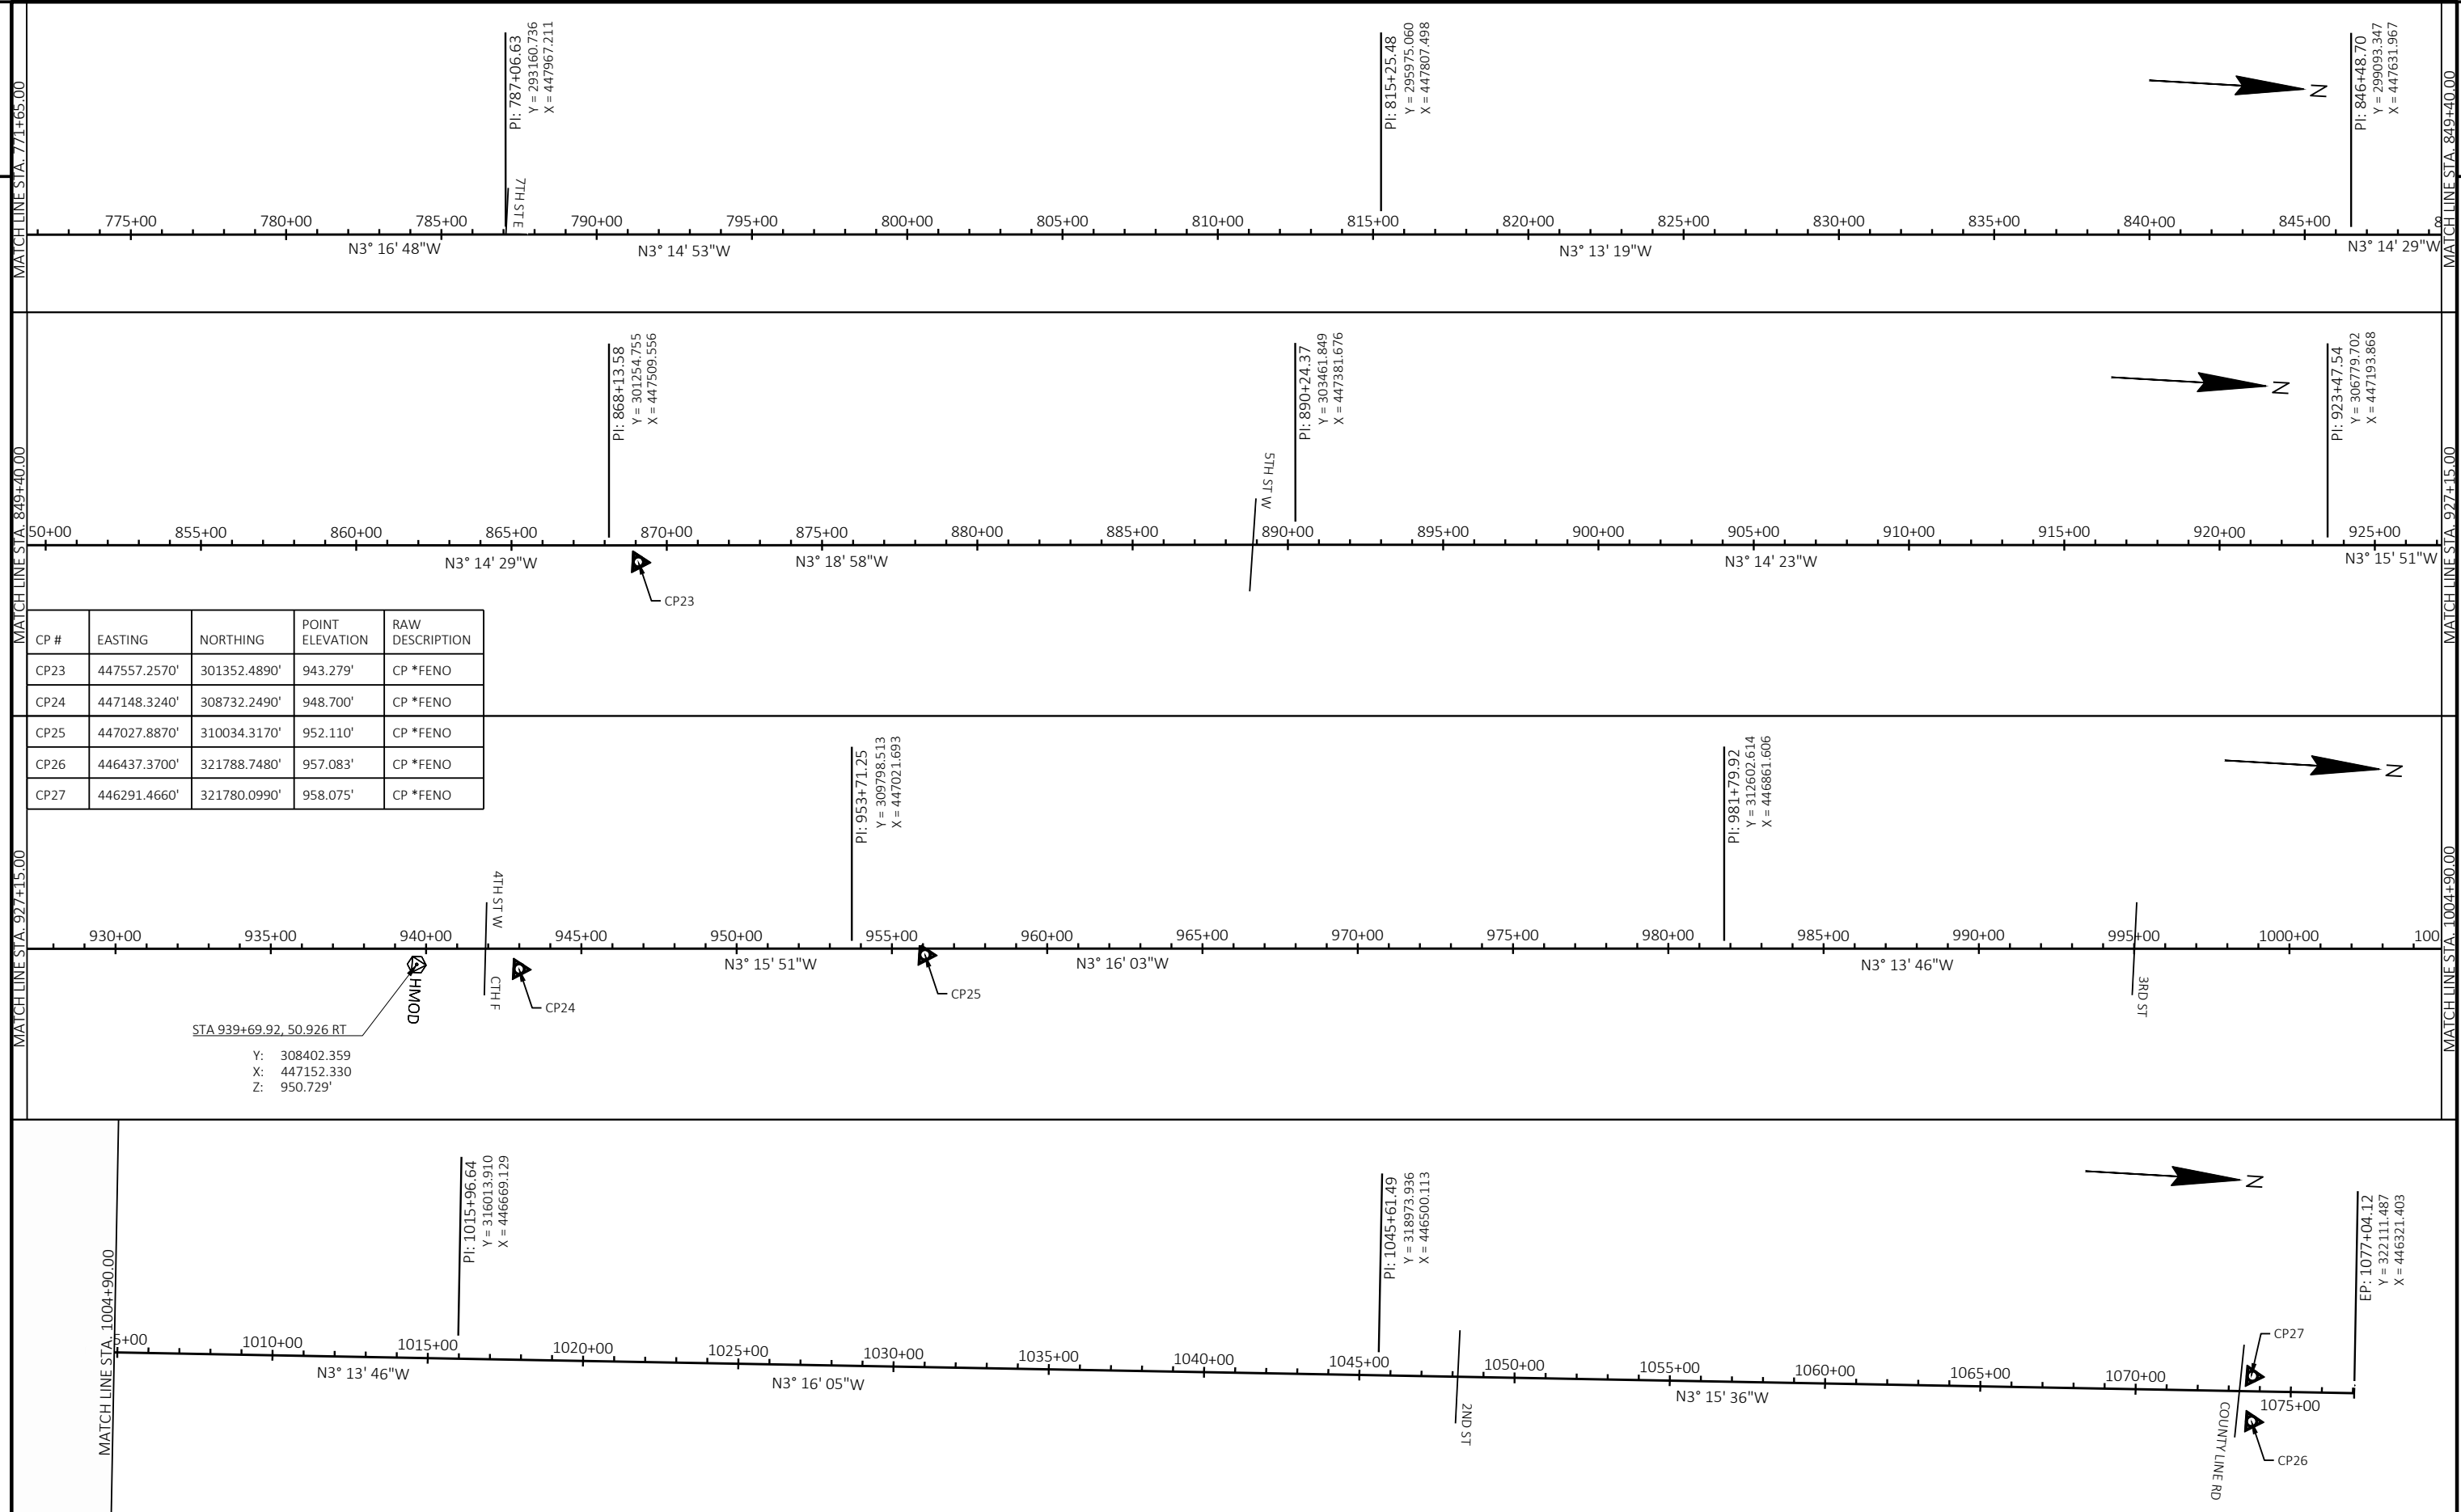 MATCH LINE STA. 771+65.00
PI: 787+06.63
Y = 293160.736
X = 447967.211
PI: 815+25.48
Y = 295975.060
X = 447807.498
N
PI: 846+48.70
Y = 299093.347
X = 447631.967
MATCH LINE STA. 849+40.00
7TH ST E
775+00 780+00 785+00 790+00 795+00 800+00 805+00 810+00 815+00 820+00 825+00 830+00 835+00 840+00 845+00 8
N3° 16' 48"W N3° 14' 53"W N3° 13' 19"W N3° 14' 29"W
MATCH LINE STA. 849+40.00
PI: 868+13.58
Y = 301254.755
X = 447509.556
PI: 890+24.37
Y = 303461.849
X = 447381.676
N
PI: 923+47.54
Y = 306779.702
X = 447193.868
MATCH LINE STA. 927+15.00
5TH ST W
50+00 855+00 860+00 865+00 870+00 875+00 880+00 885+00 890+00 895+00 900+00 905+00 910+00 915+00 920+00 925+00
N3° 14' 29"W N3° 18' 58"W N3° 14' 23"W N3° 15' 51"W
CP23
CP # EASTING NORTHING POINT ELEVATION RAW DESCRIPTION
CP23 447557.2570' 301352.4890' 943.279' CP *FENO
CP24 447148.3240' 308732.2490' 948.700' CP *FENO
CP25 447027.8870' 310034.3170' 952.110' CP *FENO
CP26 446437.3700' 321788.7480' 957.083' CP *FENO
CP27 446291.4660' 321780.0990' 958.075' CP *FENO
MATCH LINE STA. 927+15.00
PI: 953+71.25
Y = 309798.513
X = 447021.693
PI: 981+79.92
Y = 312602.614
X = 446861.606
N
MATCH LINE STA. 1004+90.00
4TH ST W
930+00 935+00 940+00 945+00 950+00 955+00 960+00 965+00 970+00 975+00 980+00 985+00 990+00 995+00 1000+00 100
N3° 15' 51"W N3° 16' 03"W N3° 13' 46"W
HMOD
CTH F
CP24
CP25
3RD ST
STA 939+69.92, 50.926 RT
Y: 308402.359
X: 447152.330
Z: 950.729'
MATCH LINE STA. 1004+90.00
PI: 1015+96.64
Y = 316013.910
X = 446669.129
PI: 1045+61.49
Y = 318973.936
X = 446500.113
N
EP: 1077+04.12
Y = 322111.487
X = 446321.403
CP27
5+00 1010+00 1015+00 1020+00 1025+00 1030+00 1035+00 1040+00 1045+00 1050+00 1055+00 1060+00 1065+00 1070+00 1075+00
N3° 13' 46"W N3° 16' 05"W N3° 15' 36"W
2ND ST
COUNTY LINE RD
CP26